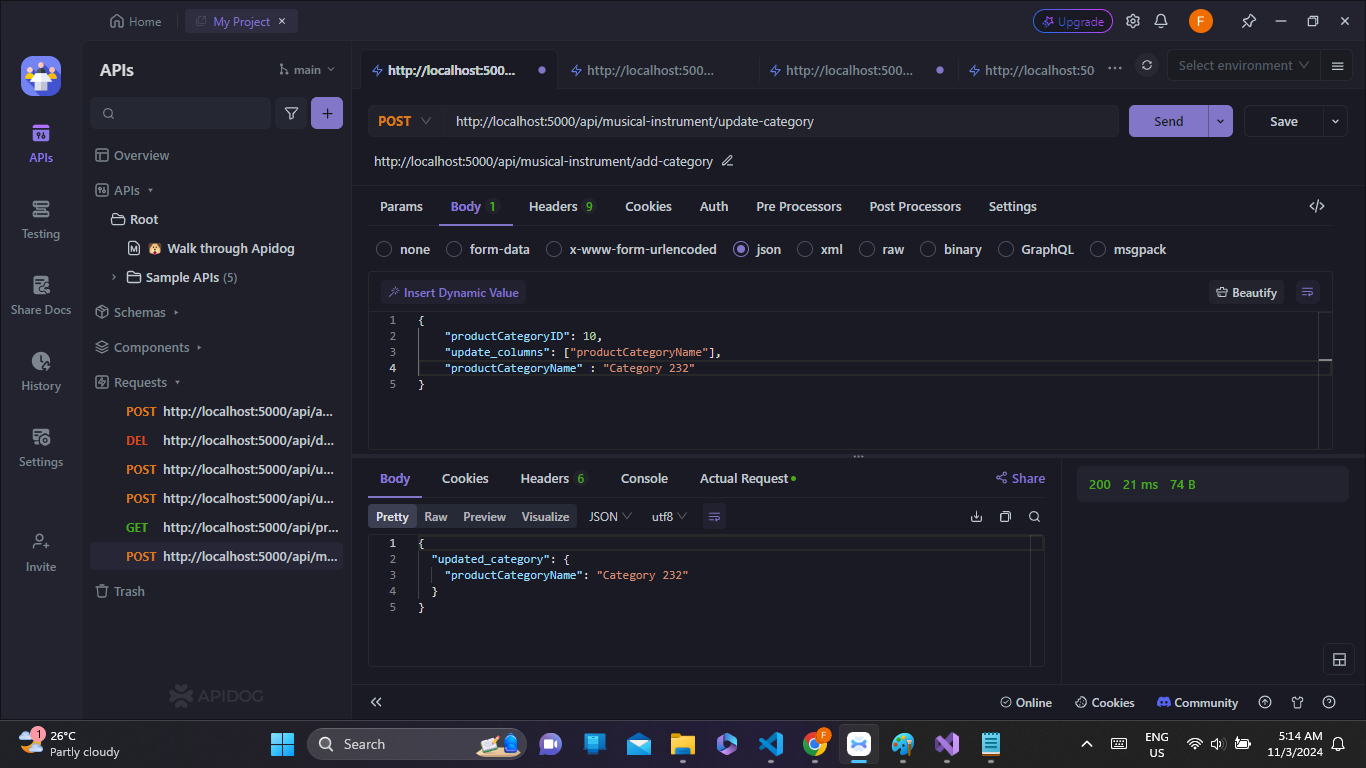 Home
My Project
Upgrade
F
APIs
main
http://localhost:500...
http://localhost:500...
http://localhost:500...
http://localhost:50
Select environment
POST
http://localhost:5000/api/musical-instrument/update-category
Send
Save
http://localhost:5000/api/musical-instrument/add-category
Params
Body 1
Headers 9
Cookies
Auth
Pre Processors
Post Processors
Settings
none
form-data
x-www-form-urlencoded
json
xml
raw
binary
GraphQL
msgpack
Insert Dynamic Value
Beautify
1 {
2 "productCategoryID": 10,
3 "update_columns": ["productCategoryName"],
4 "productCategoryName" : "Category 232"
5 }
APIs
Testing
Share Docs
History
Settings
Invite
Overview
APIs
Root
Walk through Apidog
Sample APIs (5)
Schemas
Components
Requests
POST http://localhost:5000/api/a...
DEL http://localhost:5000/api/d...
POST http://localhost:5000/api/u...
POST http://localhost:5000/api/u...
GET http://localhost:5000/api/pr...
POST http://localhost:5000/api/m...
Trash
APIDOG
Body
Cookies
Headers 6
Console
Actual Request
Share
200 21 ms 74 B
Pretty
Raw
Preview
Visualize
JSON
utf8
1 {
2 "updated_category": {
3 "productCategoryName": "Category 232"
4 }
5 }
Online
Cookies
Community
1
26°C
Partly cloudy
Search
F
ENG
US
5:14 AM
11/3/2024